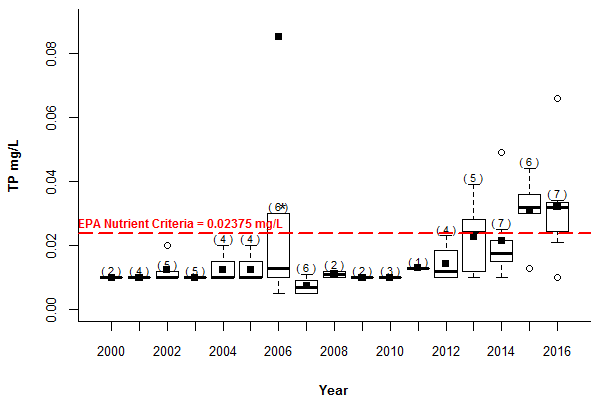 0.08
0.06
0.04
0.02
0.00
TP mg/L
EPA Nutrient Criteria = 0.02375 mg/L
(2) (4) (5) (5) (4) (4) (6) (6) (2) (2) (3) (1) (4) (5) (7) (6) (7)
2000 2002 2004 2006 2008 2010 2012 2014 2016
Year